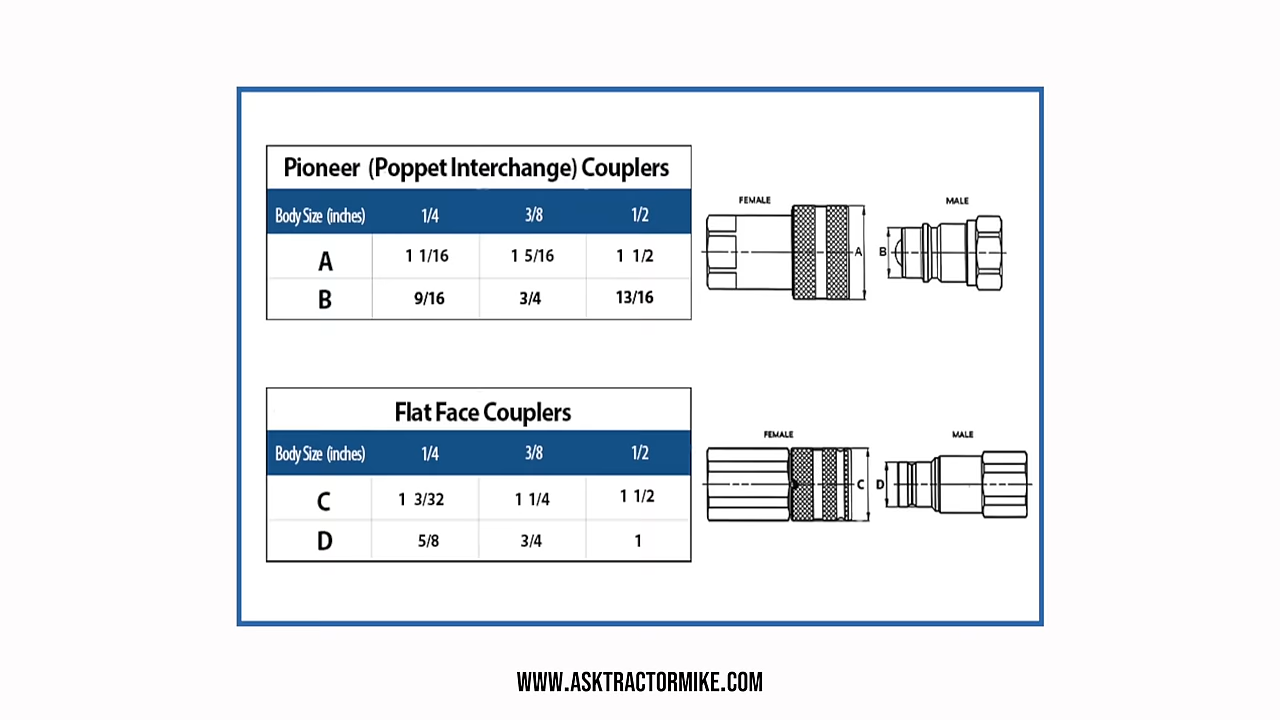 Pioneer (Poppet Interchange) Couplers
Body Size (inches) 1/4 3/8 1/2
A 1 1/16 1 5/16 1 1/2
B 9/16 3/4 13/16
FEMALE MALE
A B
Flat Face Couplers
Body Size (inches) 1/4 3/8 1/2
C 1 3/32 1 1/4 1 1/2
D 5/8 3/4 1
FEMALE MALE
C D
WWW.ASKTRACTORMIKE.COM